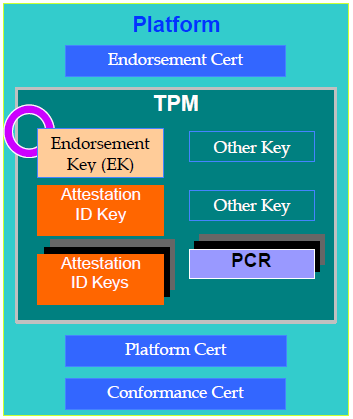 Platform
Endorsement Cert
TPM
Endorsement
Key (EK)
Other Key
Attestation
ID Key
Other Key
Attestation
ID Keys
PCR
Platform Cert
Conformance Cert